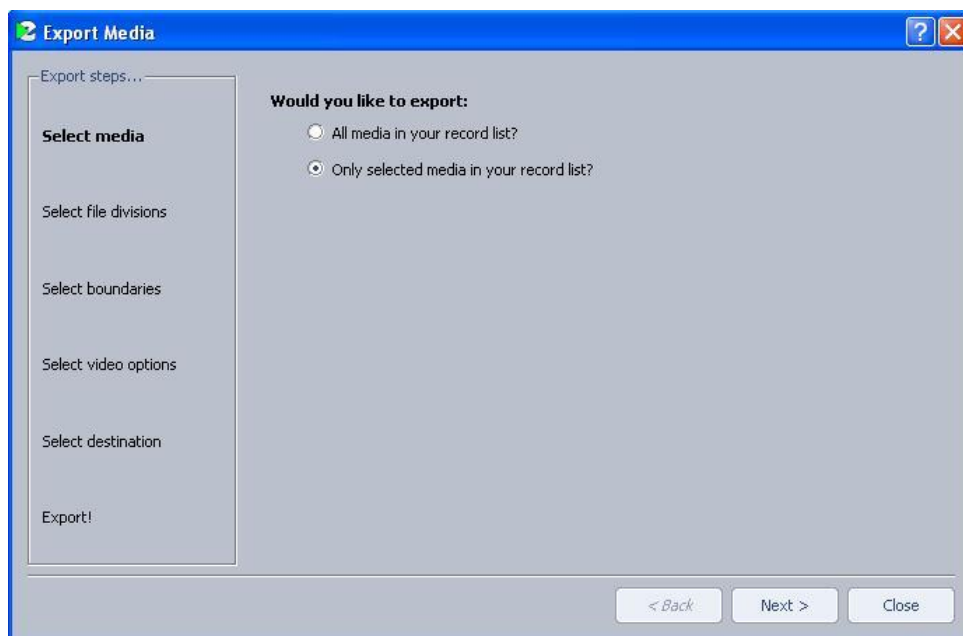 Export Media
Export steps...
Select media
Select file divisions
Select boundaries
Select video options
Select destination
Export!
Would you like to export:
All media in your record list?
Only selected media in your record list?
< Back
Next >
Close